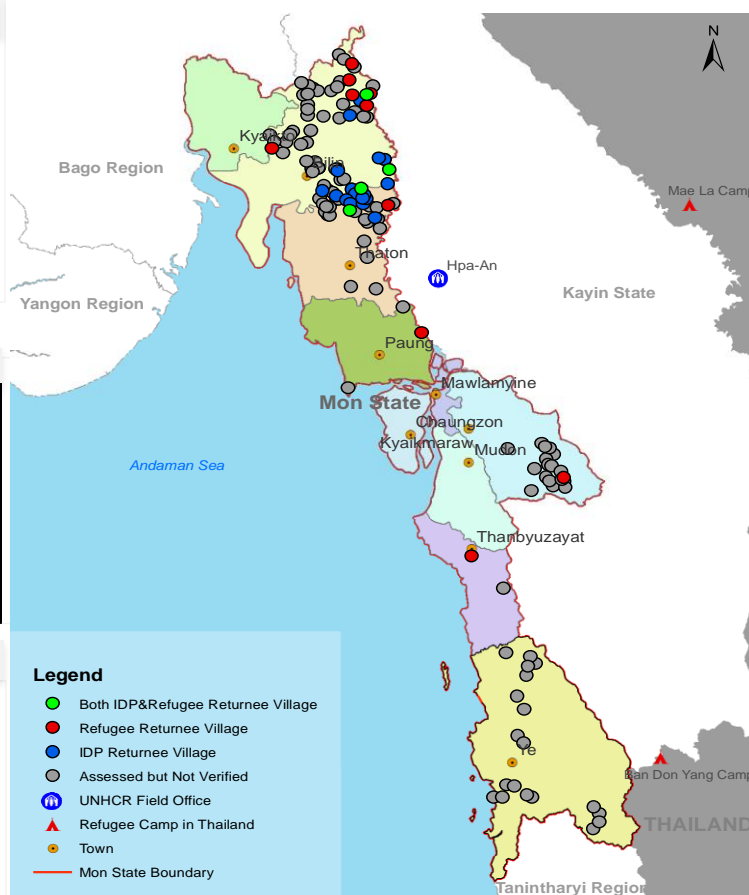 N
Kyaikto
Bago Region
Bilin
Mae La Camp
Thaton
Hpa-An
Kayin State
Yangon Region
Paung
Mawlamyine
Mon State
Chaungzon
Kyaikmaraw
Mudon
Andaman Sea
Thanbyuzayat
Legend
Both IDP&Refugee Returnee Village
Refugee Returnee Village
IDP Returnee Village
Assessed but Not Verified
UNHCR Field Office
Refugee Camp in Thailand
Town
Mon State Boundary
Ye
Ban Don Yang Camp
THAILAND
Tanintharyi Region